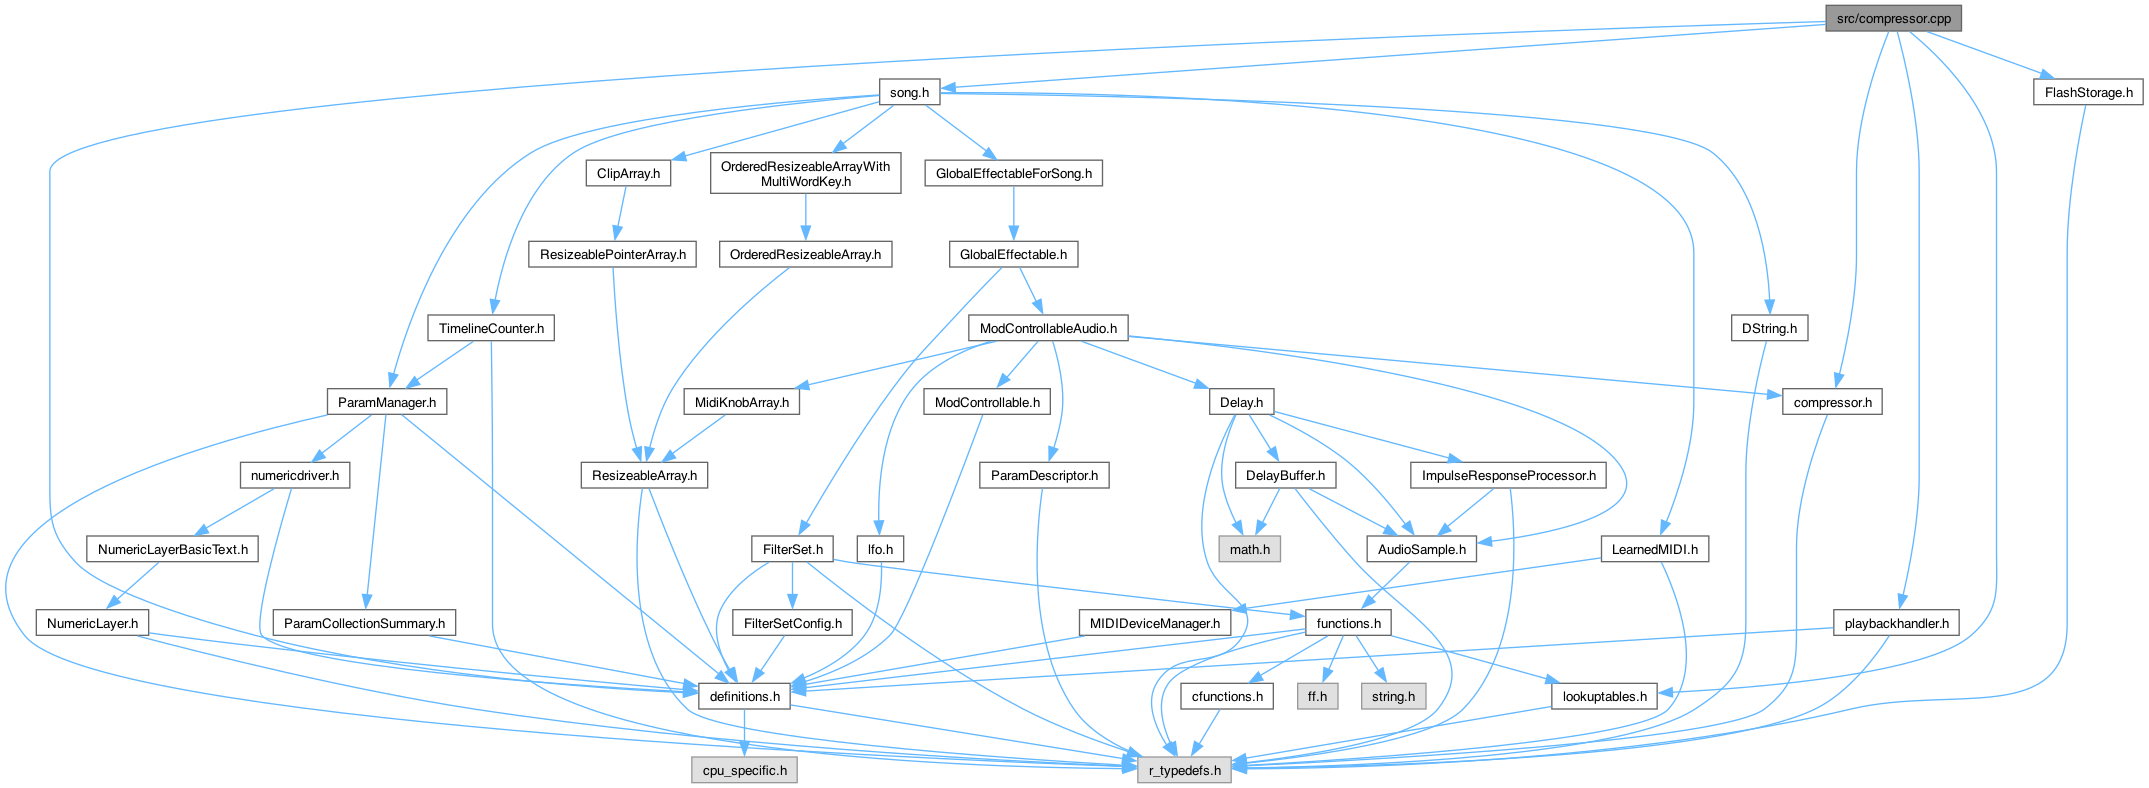 src/compressor.cpp
song.h
FlashStorage.h
ClipArray.h
OrderedResizeableArrayWith
MultiWordKey.h
GlobalEffectableForSong.h
ResizeablePointerArray.h
OrderedResizeableArray.h
GlobalEffectable.h
TimelineCounter.h
ModControllableAudio.h
DString.h
ParamManager.h
MidiKnobArray.h
ModControllable.h
Delay.h
compressor.h
numericdriver.h
ResizeableArray.h
ParamDescriptor.h
DelayBuffer.h
ImpulseResponseProcessor.h
NumericLayerBasicText.h
FilterSet.h
lfo.h
math.h
AudioSample.h
LearnedMIDI.h
NumericLayer.h
ParamCollectionSummary.h
FilterSetConfig.h
MIDIDeviceManager.h
functions.h
playbackhandler.h
definitions.h
cfunctions.h
ff.h
string.h
lookuptables.h
cpu_specific.h
r_typedefs.h